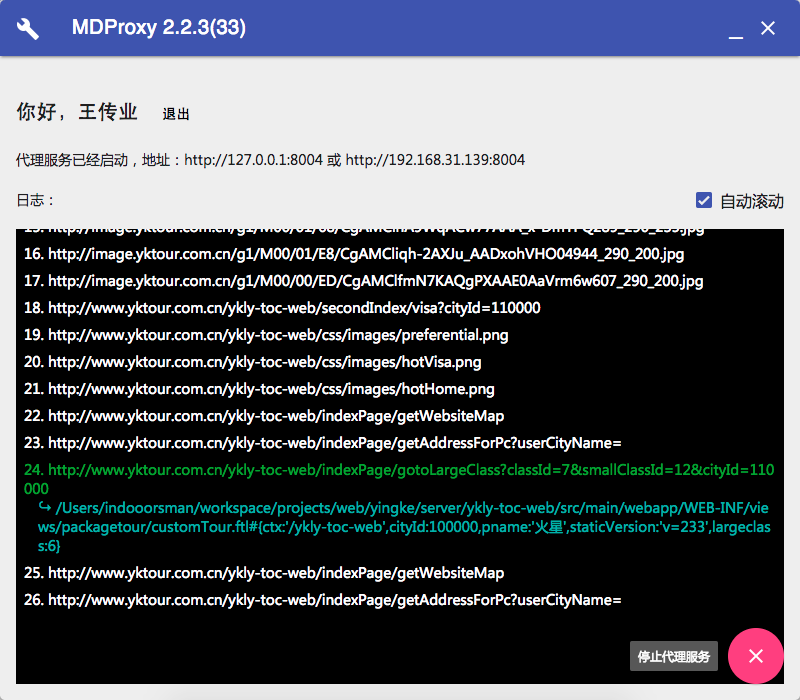 MDProxy 2.2.3(33)
你好，王传业 退出
代理服务已经启动，地址：http://127.0.0.1:8004 或 http://192.168.31.139:8004
日志：
自动滚动
16. http://image.yktour.com.cn/g1/M00/01/E8/CgAMCliqh-2AXJu_AADxohVHO04944_290_200.jpg
17. http://image.yktour.com.cn/g1/M00/00/ED/CgAMClfmN7KAQgPXAAE0AaVrm6w607_290_200.jpg
18. http://www.yktour.com.cn/ykly-toc-web/secondIndex/visa?cityId=110000
19. http://www.yktour.com.cn/ykly-toc-web/css/images/preferential.png
20. http://www.yktour.com.cn/ykly-toc-web/css/images/hotVisa.png
21. http://www.yktour.com.cn/ykly-toc-web/css/images/hotHome.png
22. http://www.yktour.com.cn/ykly-toc-web/indexPage/getWebsiteMap
23. http://www.yktour.com.cn/ykly-toc-web/indexPage/getAddressForPc?userCityName=
24. http://www.yktour.com.cn/ykly-toc-web/indexPage/gotoLargeClass?classId=7&smallClassId=12&cityId=110
000
↪ /Users/indooorsman/workspace/projects/web/yingke/server/ykly-toc-web/src/main/webapp/WEB-INF/vie
ws/packagetour/customTour.ftl#{ctx:'/ykly-toc-web',cityId:100000,pname:'火星',staticVersion:'v=233',largeclas
s:6}
25. http://www.yktour.com.cn/ykly-toc-web/indexPage/getWebsiteMap
26. http://www.yktour.com.cn/ykly-toc-web/indexPage/getAddressForPc?userCityName=
停止代理服务